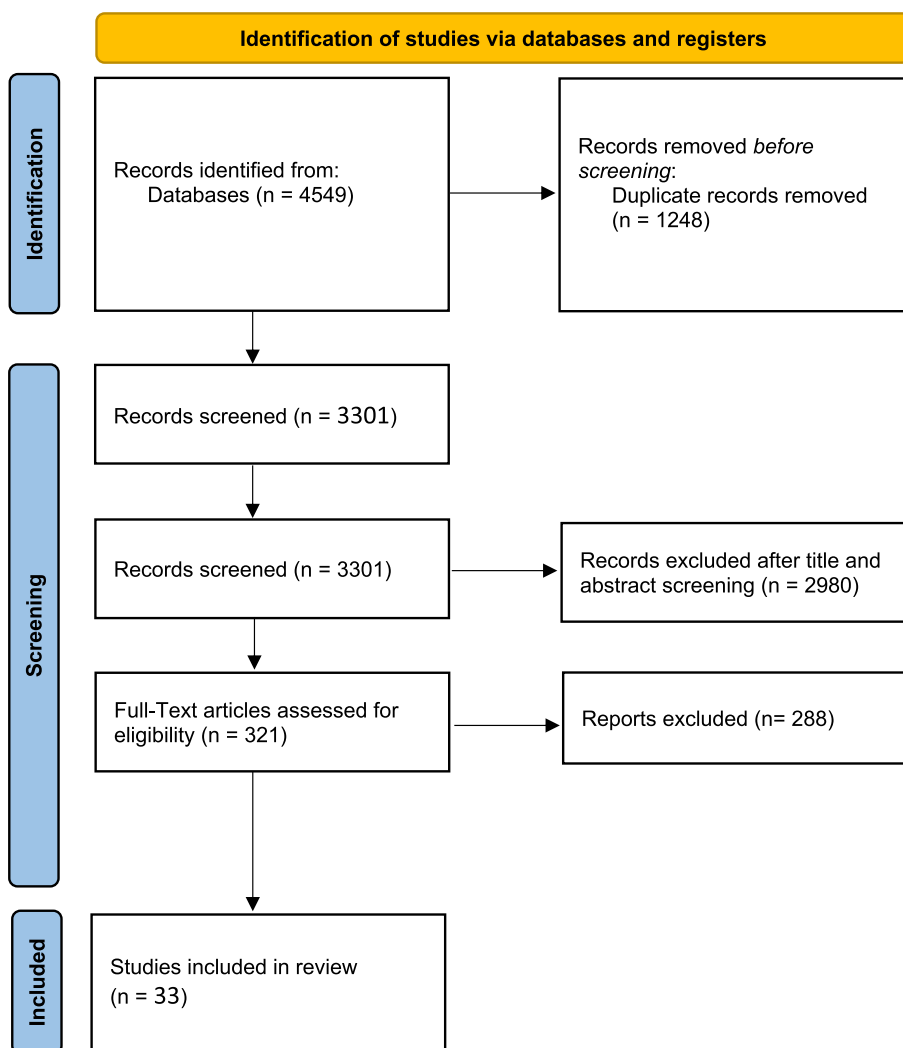 Identification of studies via databases and registers
Identification
Records identified from:
Databases (n = 4549)
Records removed before
screening:
Duplicate records removed
(n = 1248)
Screening
Records screened (n = 3301)
Records screened (n = 3301)
Records excluded after title and
abstract screening (n = 2980)
Full-Text articles assessed for
eligibility (n = 321)
Reports excluded (n= 288)
Included
Studies included in review
(n = 33)